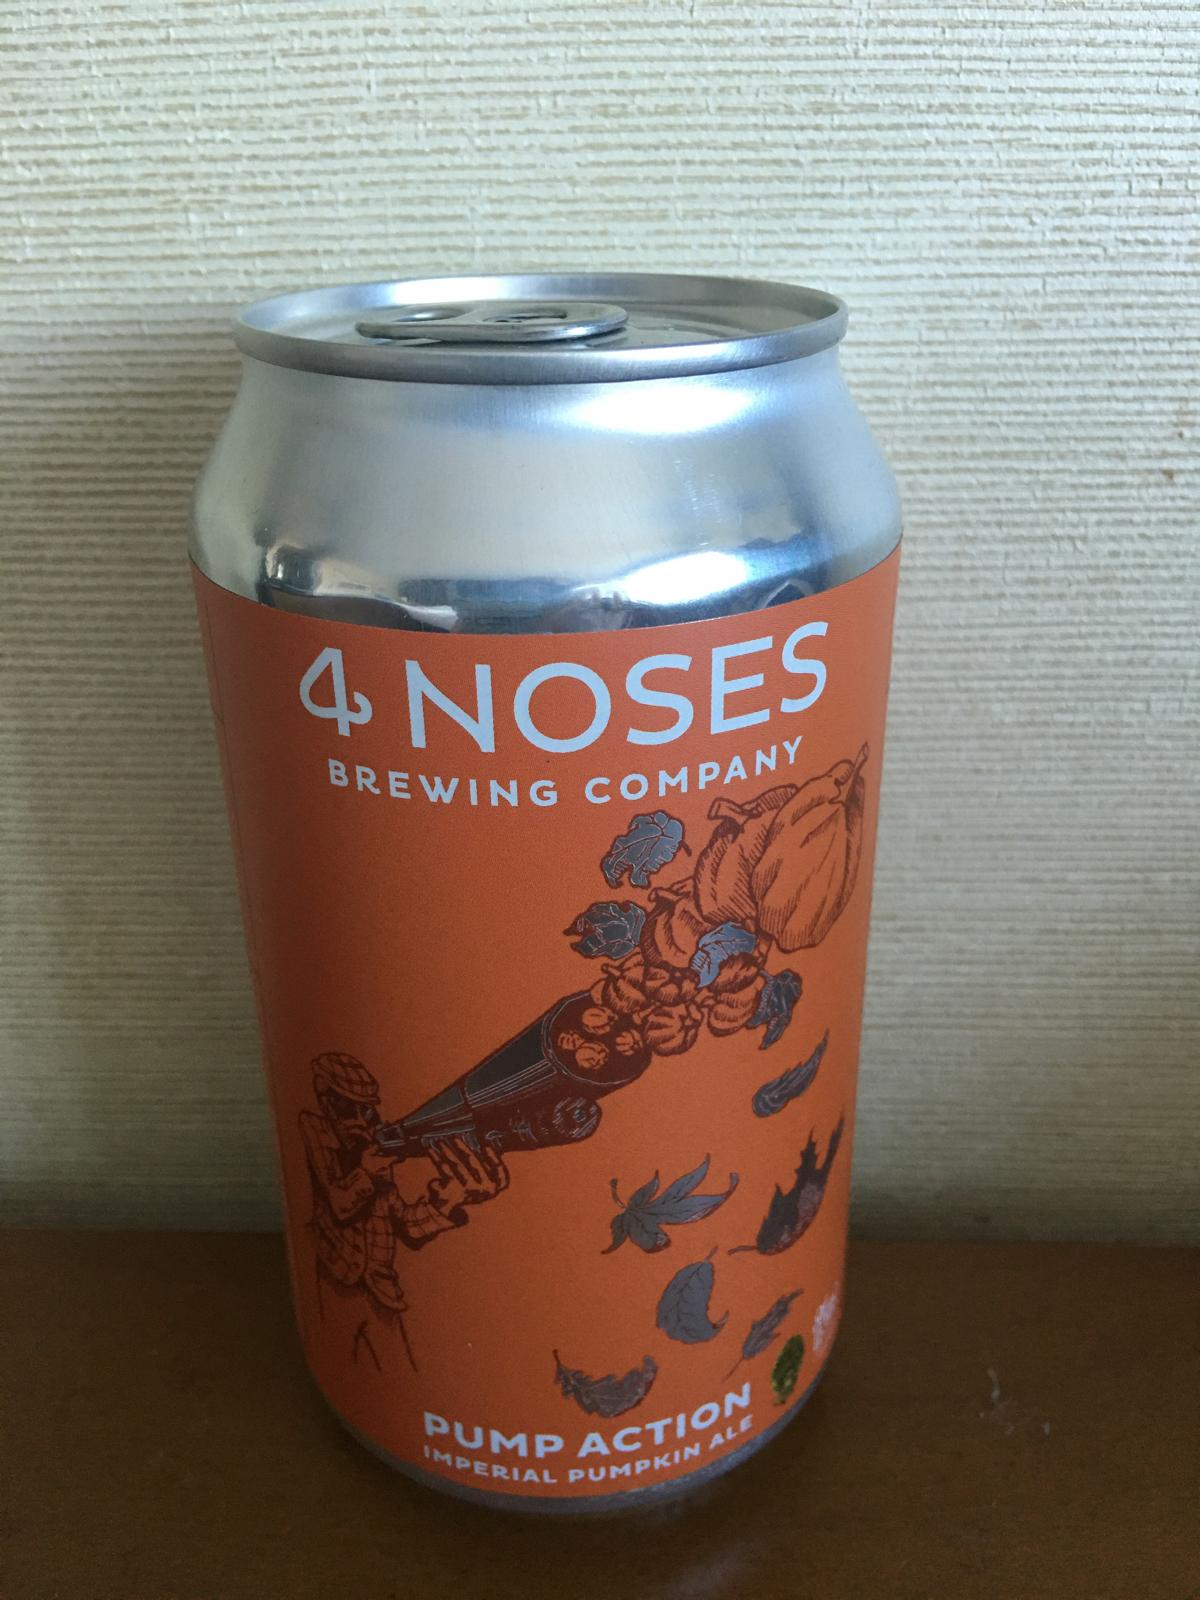 4 NOSES
BREWING COMPANY
PUMP ACTION
IMPERIAL PUMPKIN ALE